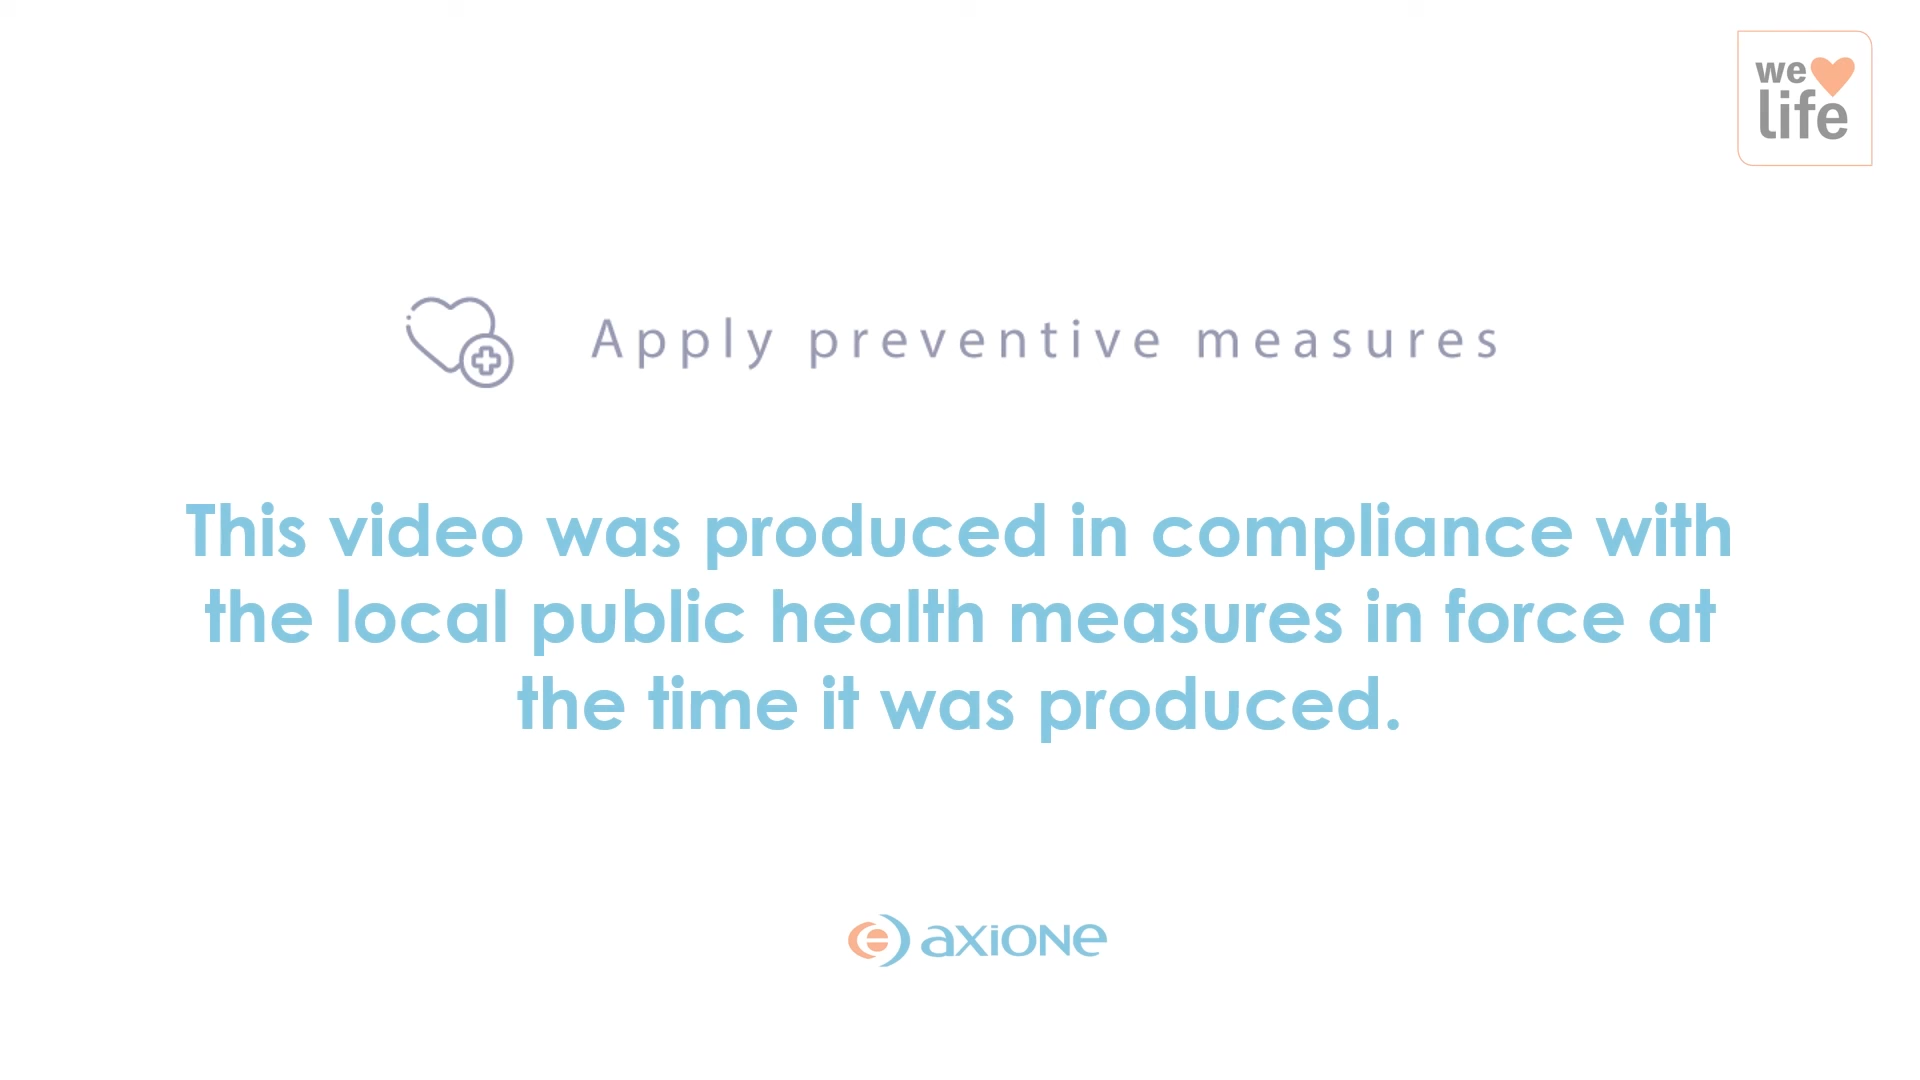 we
life
Apply preventive measures
This video was produced in compliance with
the local public health measures in force at
the time it was produced.
axione